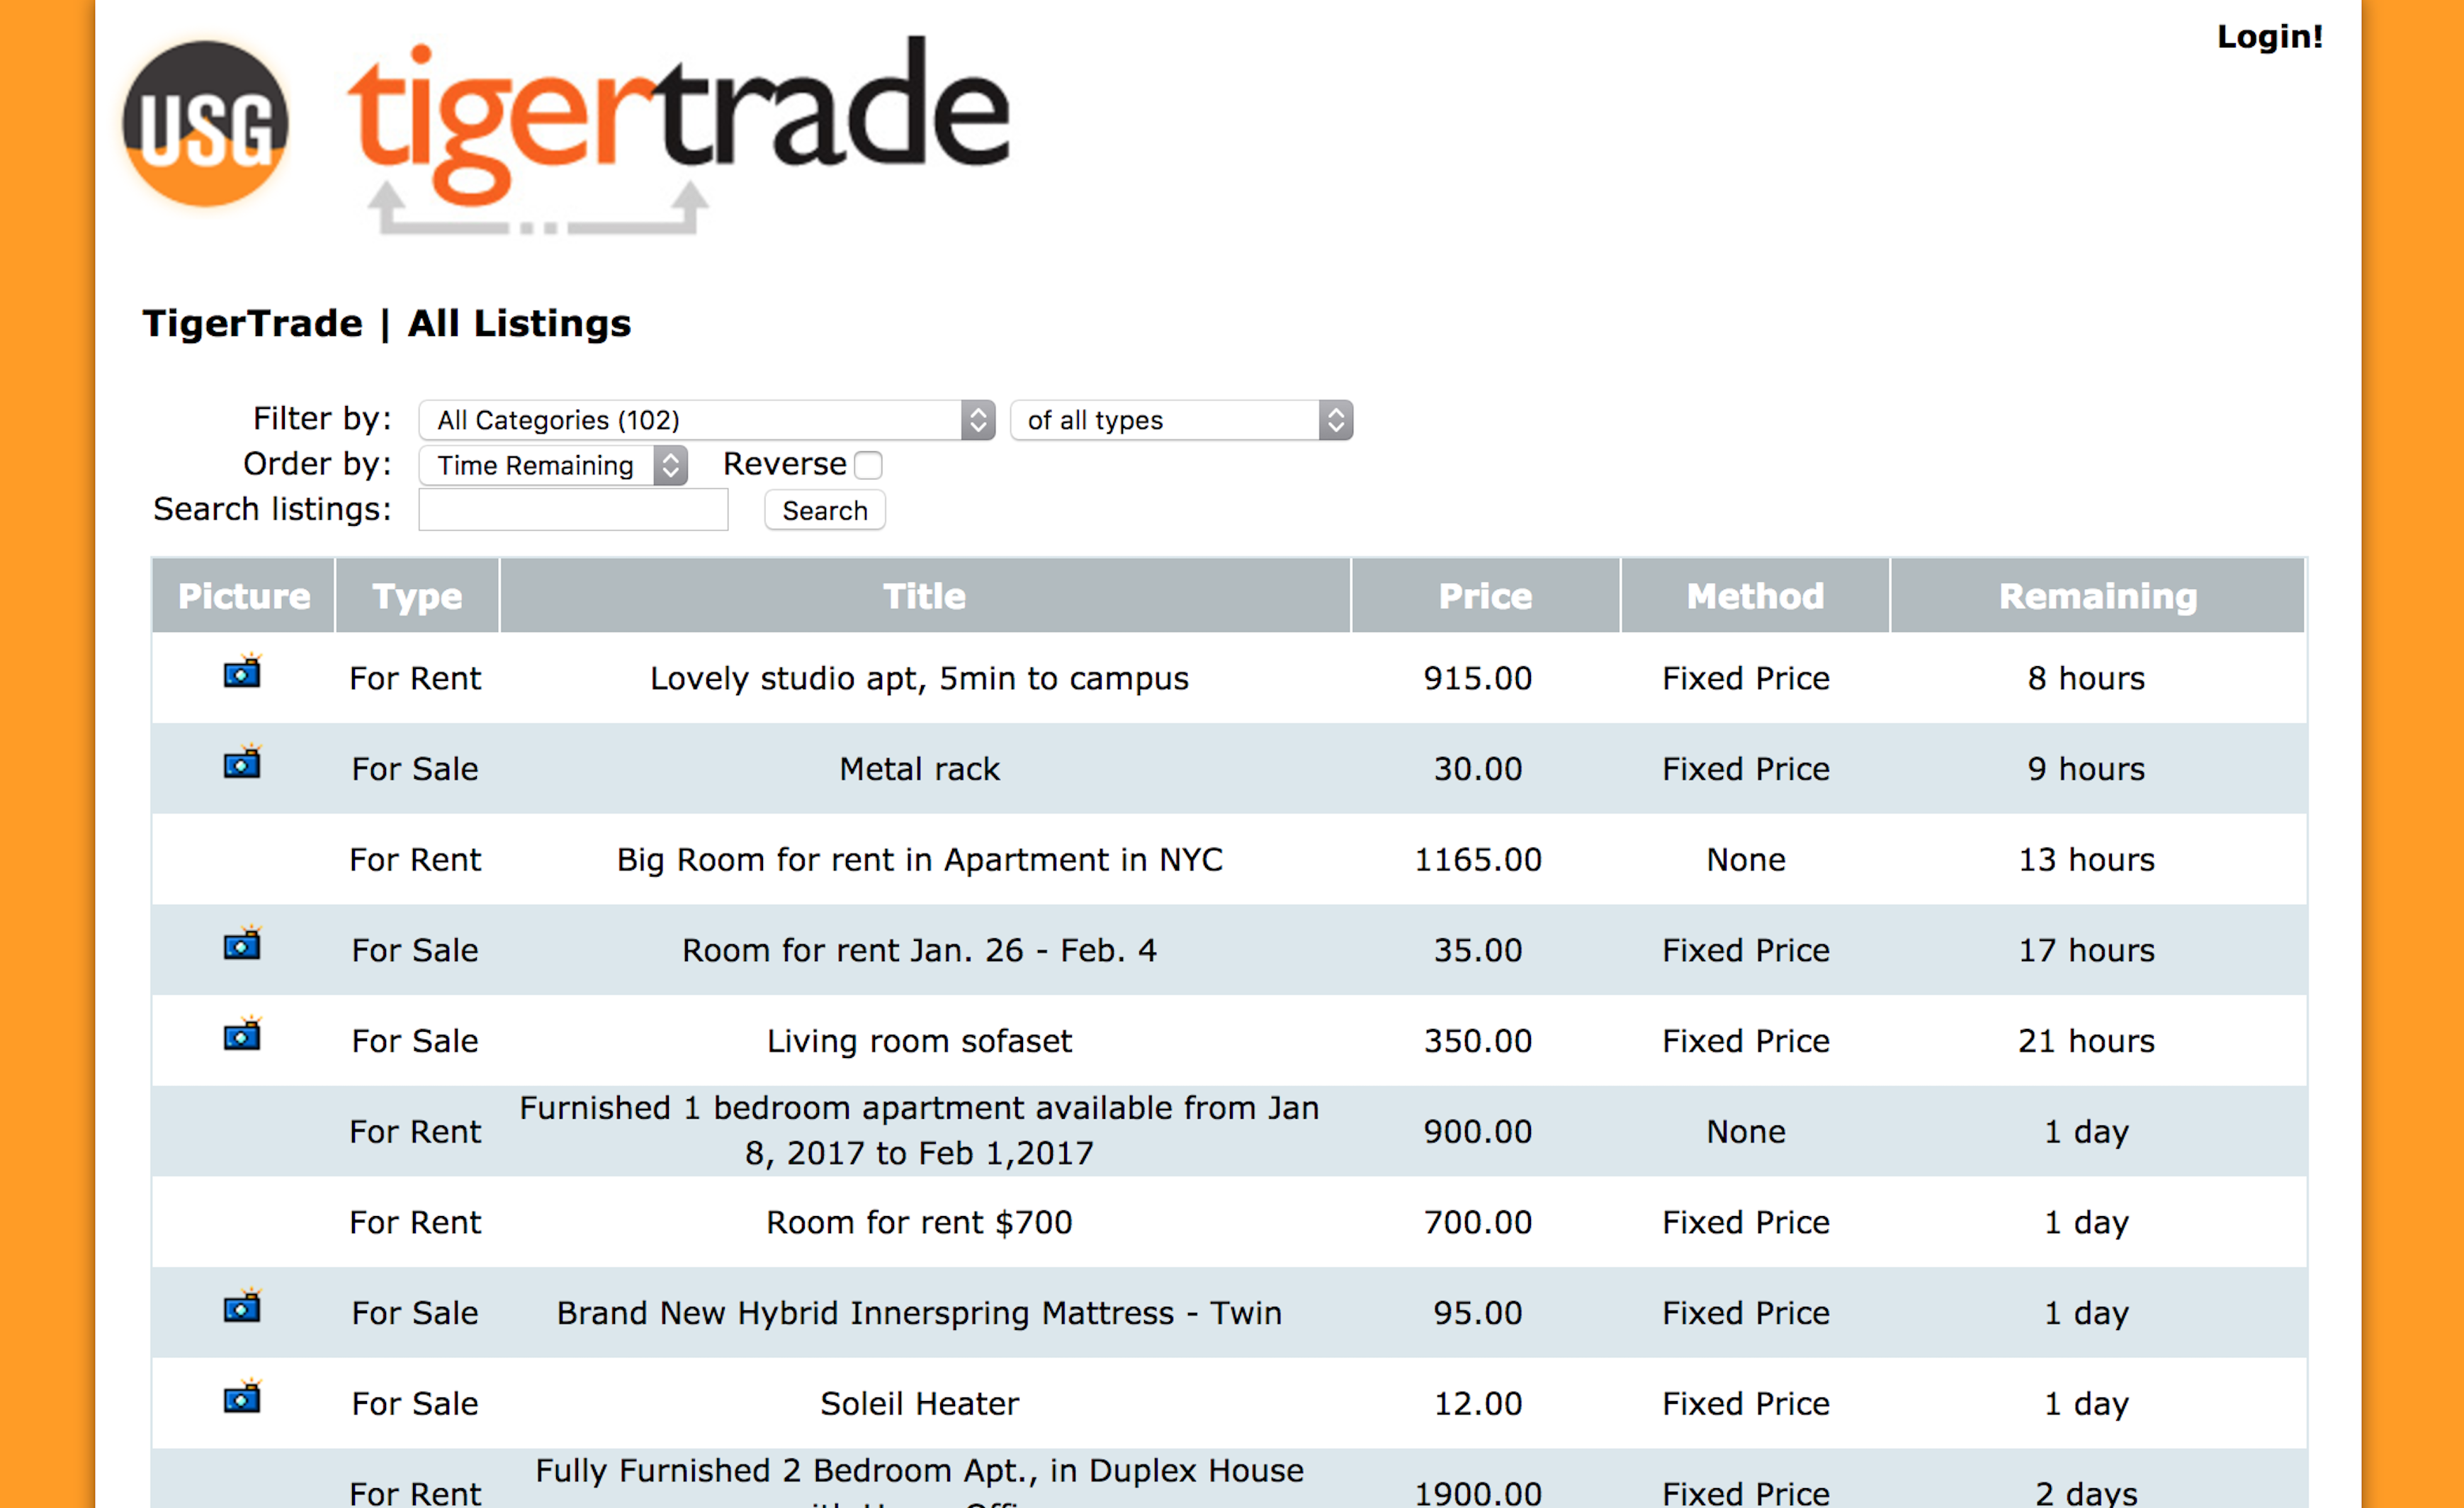 Login!
USG
tigertrade
TigerTrade | All Listings
Filter by: All Categories (102) of all types
Order by: Time Remaining Reverse
Search listings: Search
Picture Type Title Price Method Remaining
For Rent Lovely studio apt, 5min to campus 915.00 Fixed Price 8 hours
For Sale Metal rack 30.00 Fixed Price 9 hours
For Rent Big Room for rent in Apartment in NYC 1165.00 None 13 hours
For Sale Room for rent Jan. 26 - Feb. 4 35.00 Fixed Price 17 hours
For Sale Living room sofaset 350.00 Fixed Price 21 hours
Furnished 1 bedroom apartment available from Jan
For Rent 8, 2017 to Feb 1,2017 900.00 None 1 day
For Rent Room for rent $700 700.00 Fixed Price 1 day
For Sale Brand New Hybrid Innerspring Mattress - Twin 95.00 Fixed Price 1 day
For Sale Soleil Heater 12.00 Fixed Price 1 day
Fully Furnished 2 Bedroom Apt., in Duplex House
For Rent 1900.00 Fixed Price 2 days